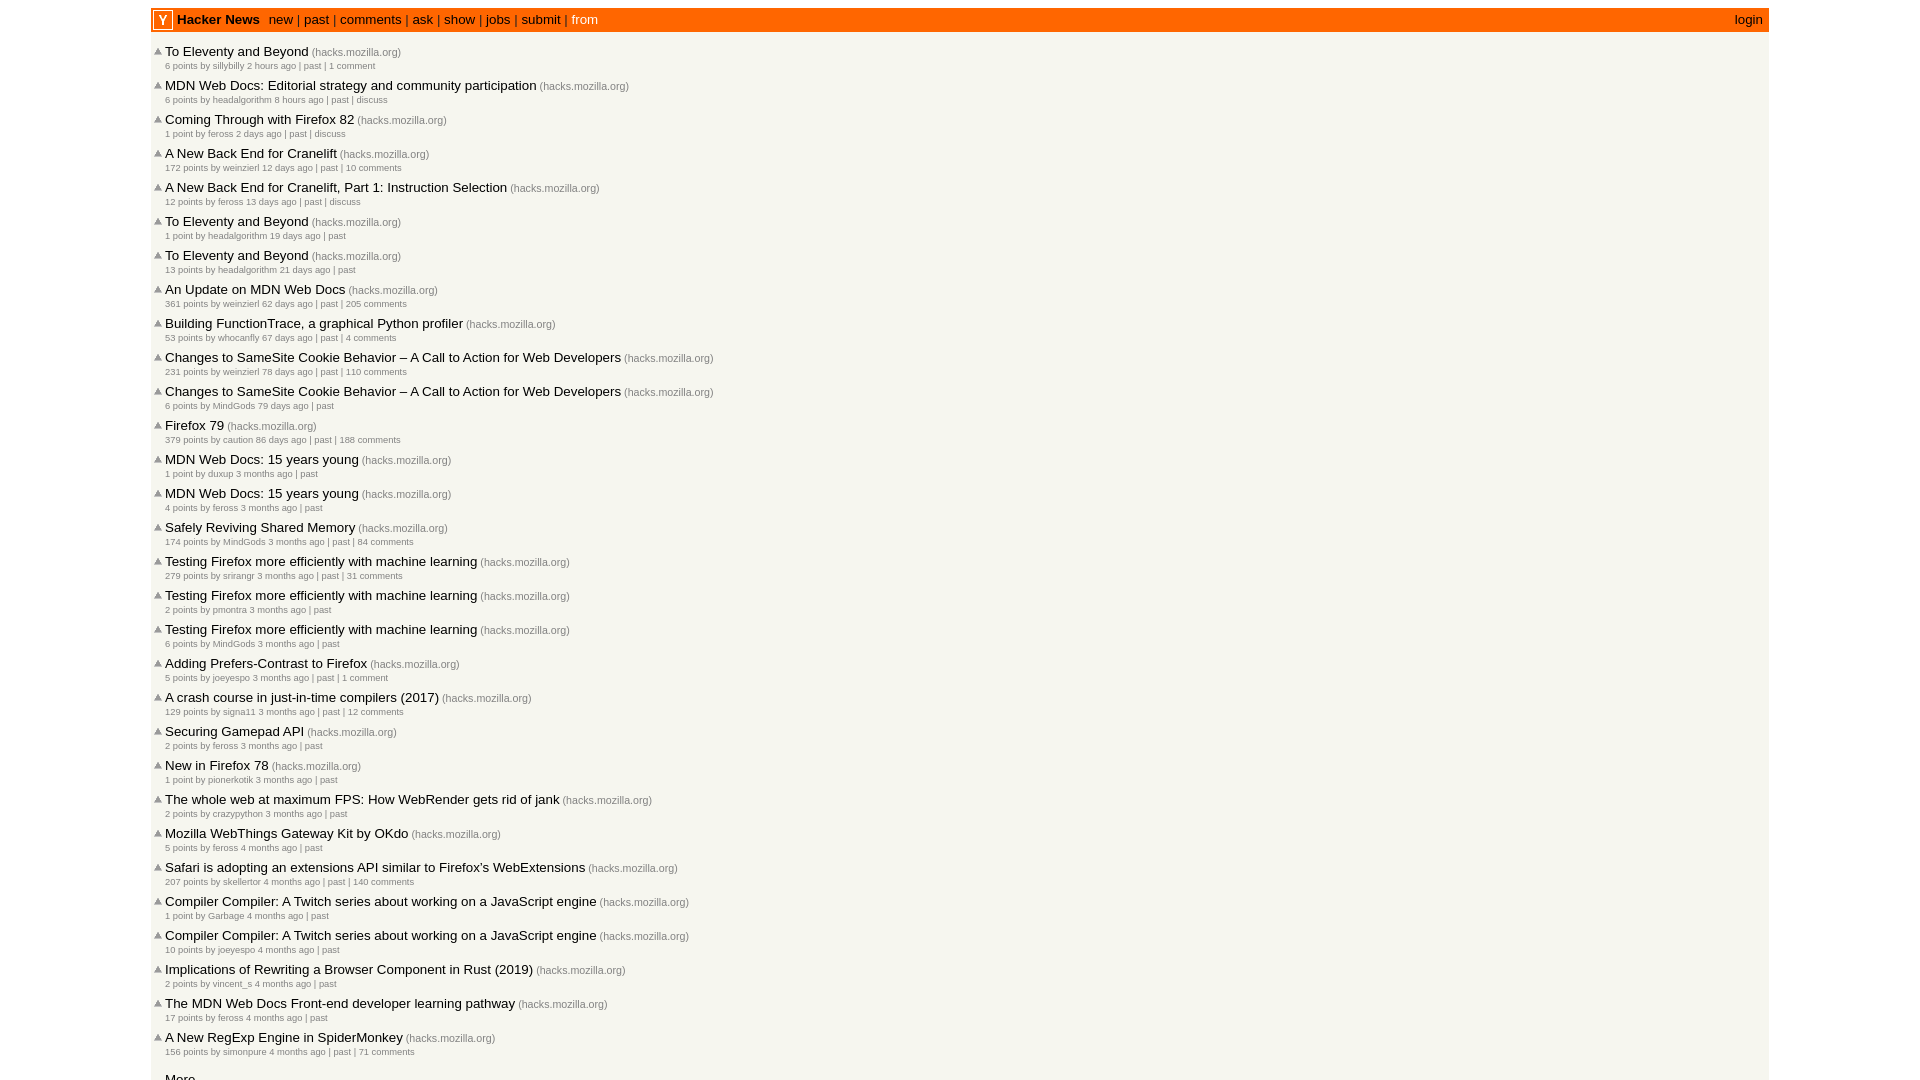 Y Hacker News new | past | comments | ask | show | jobs | submit | from login
To Eleventy and Beyond (hacks.mozilla.org)
6 points by sillybilly 2 hours ago | past | 1 comment
MDN Web Docs: Editorial strategy and community participation (hacks.mozilla.org)
6 points by headalgorithm 8 hours ago | past | discuss
Coming Through with Firefox 82 (hacks.mozilla.org)
1 point by feross 2 days ago | past | discuss
A New Back End for Cranelift (hacks.mozilla.org)
172 points by weinzierl 12 days ago | past | 10 comments
A New Back End for Cranelift, Part 1: Instruction Selection (hacks.mozilla.org)
12 points by feross 13 days ago | past | discuss
To Eleventy and Beyond (hacks.mozilla.org)
1 point by headalgorithm 19 days ago | past
To Eleventy and Beyond (hacks.mozilla.org)
13 points by headalgorithm 21 days ago | past
An Update on MDN Web Docs (hacks.mozilla.org)
361 points by weinzierl 62 days ago | past | 205 comments
Building FunctionTrace, a graphical Python profiler (hacks.mozilla.org)
53 points by whocanfly 67 days ago | past | 4 comments
Changes to SameSite Cookie Behavior – A Call to Action for Web Developers (hacks.mozilla.org)
231 points by weinzierl 78 days ago | past | 110 comments
Changes to SameSite Cookie Behavior – A Call to Action for Web Developers (hacks.mozilla.org)
6 points by MindGods 79 days ago | past
Firefox 79 (hacks.mozilla.org)
379 points by caution 86 days ago | past | 188 comments
MDN Web Docs: 15 years young (hacks.mozilla.org)
1 point by duxup 3 months ago | past
MDN Web Docs: 15 years young (hacks.mozilla.org)
4 points by feross 3 months ago | past
Safely Reviving Shared Memory (hacks.mozilla.org)
174 points by MindGods 3 months ago | past | 84 comments
Testing Firefox more efficiently with machine learning (hacks.mozilla.org)
279 points by srirangr 3 months ago | past | 31 comments
Testing Firefox more efficiently with machine learning (hacks.mozilla.org)
2 points by pmontra 3 months ago | past
Testing Firefox more efficiently with machine learning (hacks.mozilla.org)
6 points by MindGods 3 months ago | past
Adding Prefers-Contrast to Firefox (hacks.mozilla.org)
5 points by joeyespo 3 months ago | past | 1 comment
A crash course in just-in-time compilers (2017) (hacks.mozilla.org)
129 points by signa11 3 months ago | past | 12 comments
Securing Gamepad API (hacks.mozilla.org)
2 points by feross 3 months ago | past
New in Firefox 78 (hacks.mozilla.org)
1 point by pionerkotik 3 months ago | past
The whole web at maximum FPS: How WebRender gets rid of jank (hacks.mozilla.org)
2 points by crazypython 3 months ago | past
Mozilla WebThings Gateway Kit by OKdo (hacks.mozilla.org)
5 points by feross 4 months ago | past
Safari is adopting an extensions API similar to Firefox’s WebExtensions (hacks.mozilla.org)
207 points by skellertor 4 months ago | past | 140 comments
Compiler Compiler: A Twitch series about working on a JavaScript engine (hacks.mozilla.org)
1 point by Garbage 4 months ago | past
Compiler Compiler: A Twitch series about working on a JavaScript engine (hacks.mozilla.org)
10 points by joeyespo 4 months ago | past
Implications of Rewriting a Browser Component in Rust (2019) (hacks.mozilla.org)
2 points by vincent_s 4 months ago | past
The MDN Web Docs Front-end developer learning pathway (hacks.mozilla.org)
17 points by feross 4 months ago | past
A New RegExp Engine in SpiderMonkey (hacks.mozilla.org)
156 points by simonpure 4 months ago | past | 71 comments
More